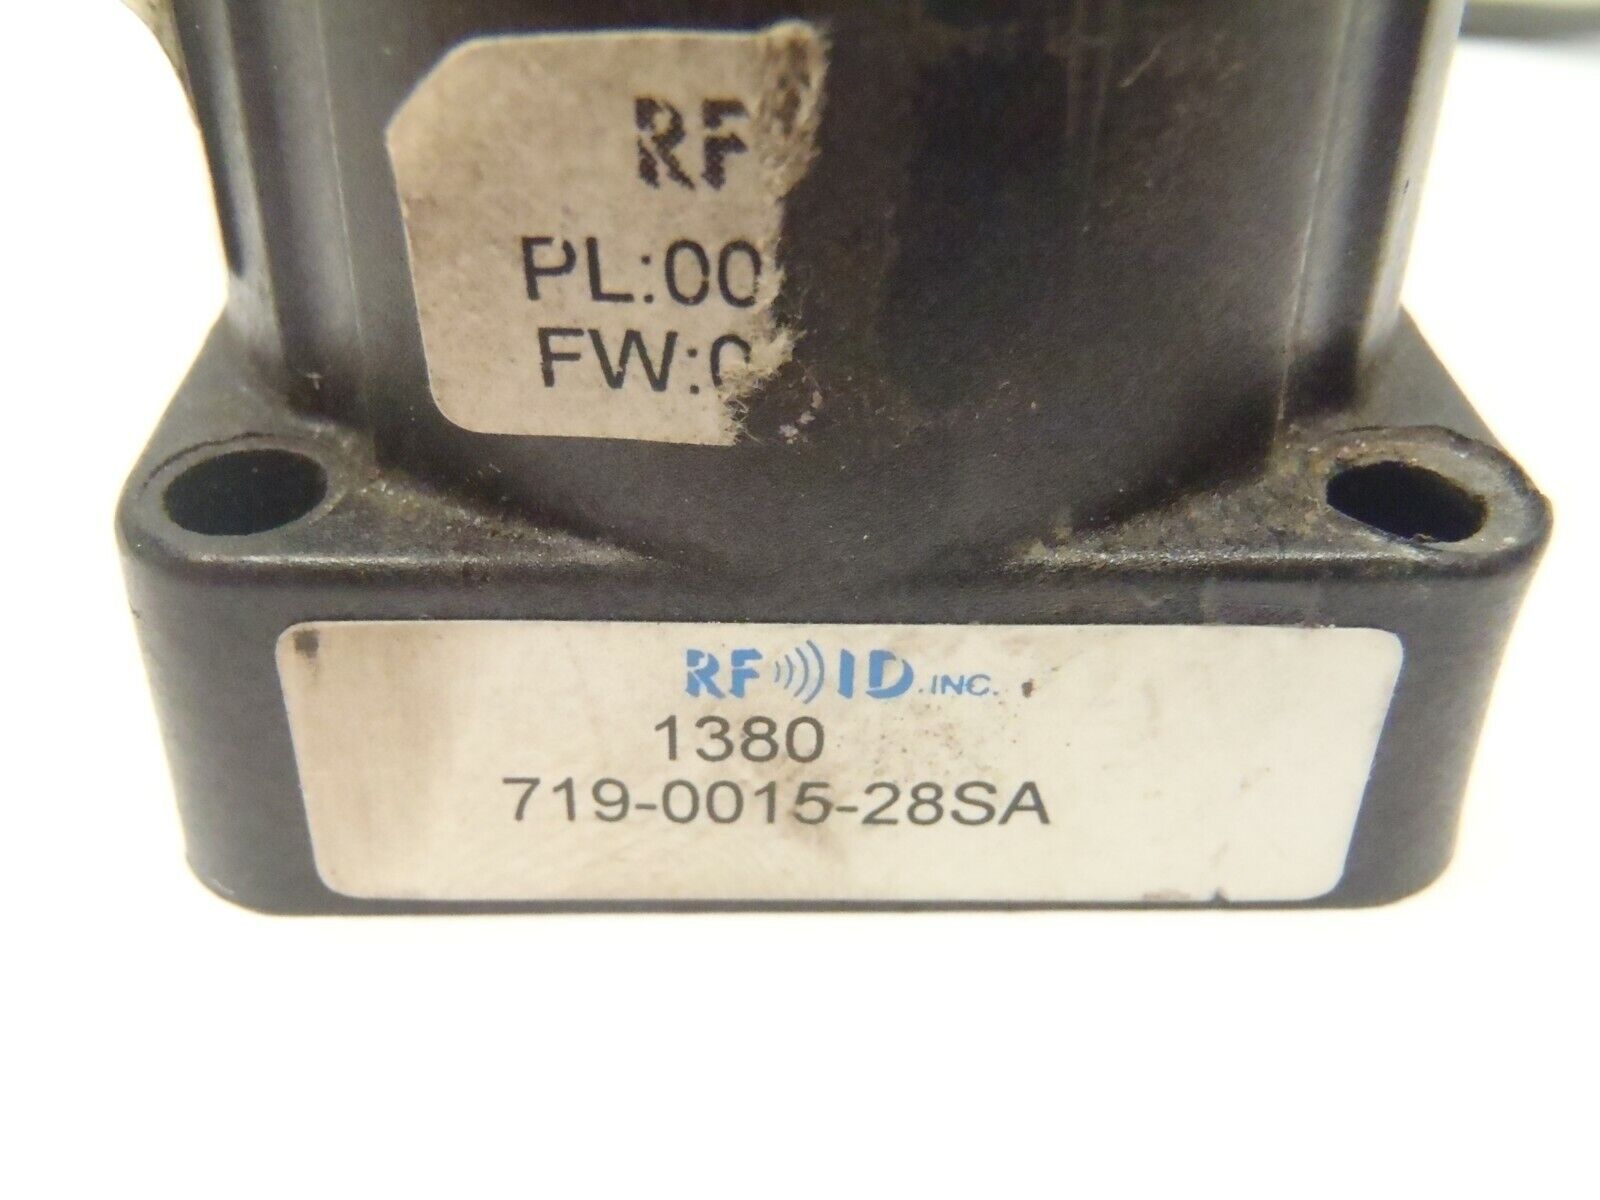 RF
PL:00
FW:0
RF ID INC.
1380
719-0015-28SA